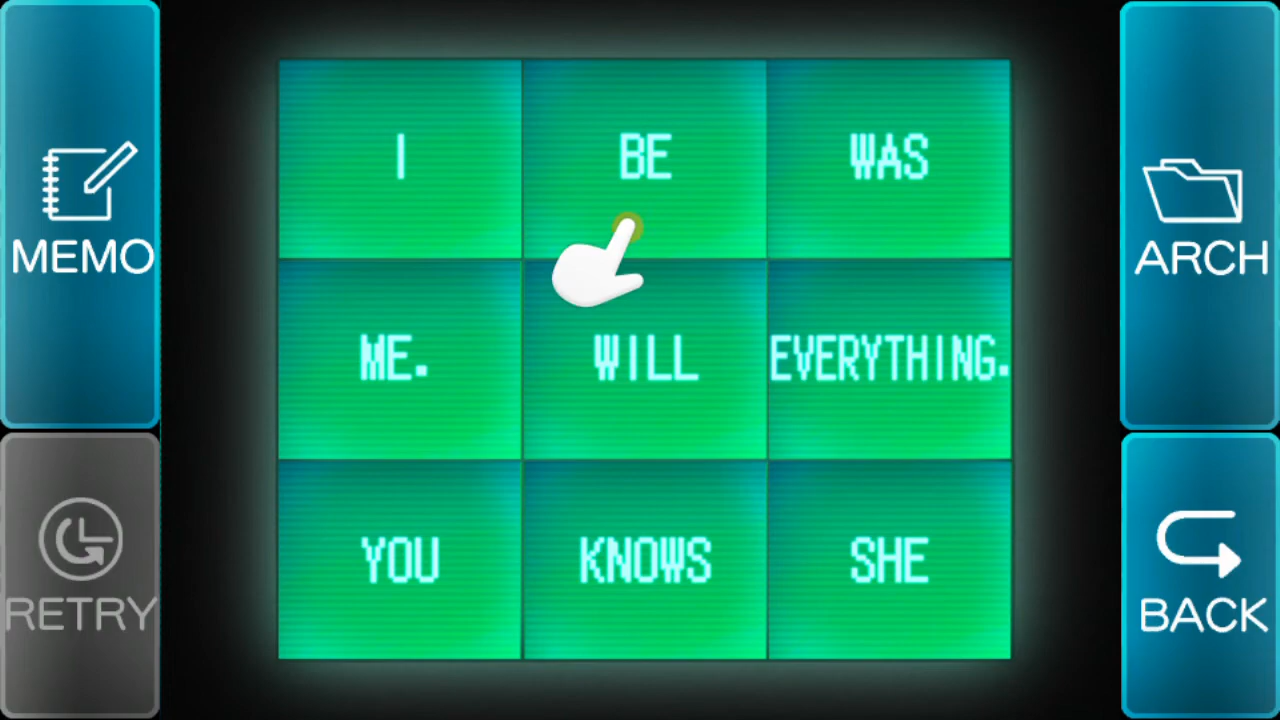 MEMO
RETRY
I BE WAS
ME. WILL EVERYTHING.
YOU KNOWS SHE
ARCH
BACK